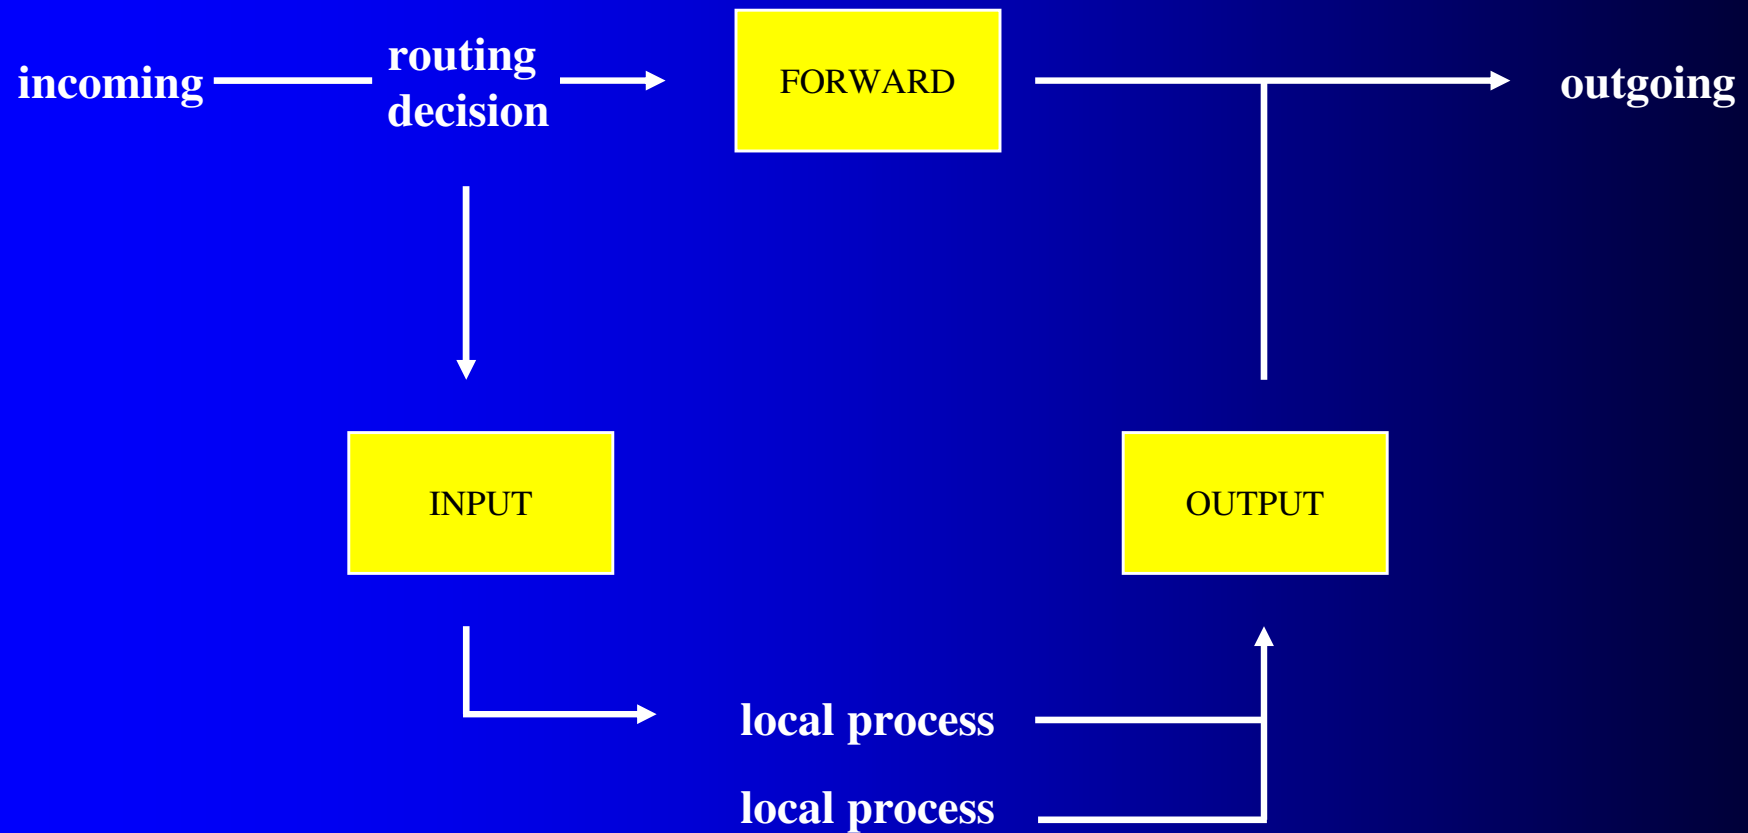 incoming
routing
decision
FORWARD
outgoing
INPUT
OUTPUT
local process
local process